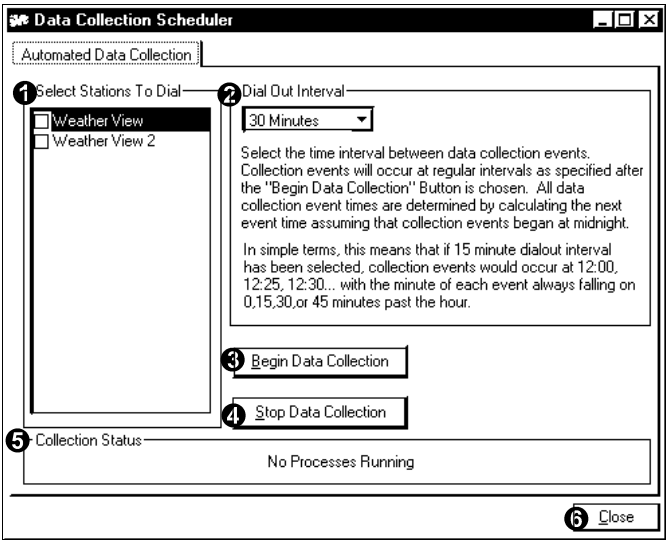 Data Collection Scheduler
Automated Data Collection
1 Select Stations To Dial
Weather View
Weather View 2
2 Dial Out Interval
30 Minutes
Select the time interval between data collection events.
Collection events will occur at regular intervals as specified after
the "Begin Data Collection" Button is chosen. All data
collection event times are determined by calculating the next
event time assuming that collection events began at midnight.
In simple terms, this means that if 15 minute dialout interval
has been selected, collection events would occur at 12:00,
12:25, 12:30... with the minute of each event always falling on
0,15,30,or 45 minutes past the hour.
3 Begin Data Collection
4 Stop Data Collection
5 Collection Status
No Processes Running
6 Close